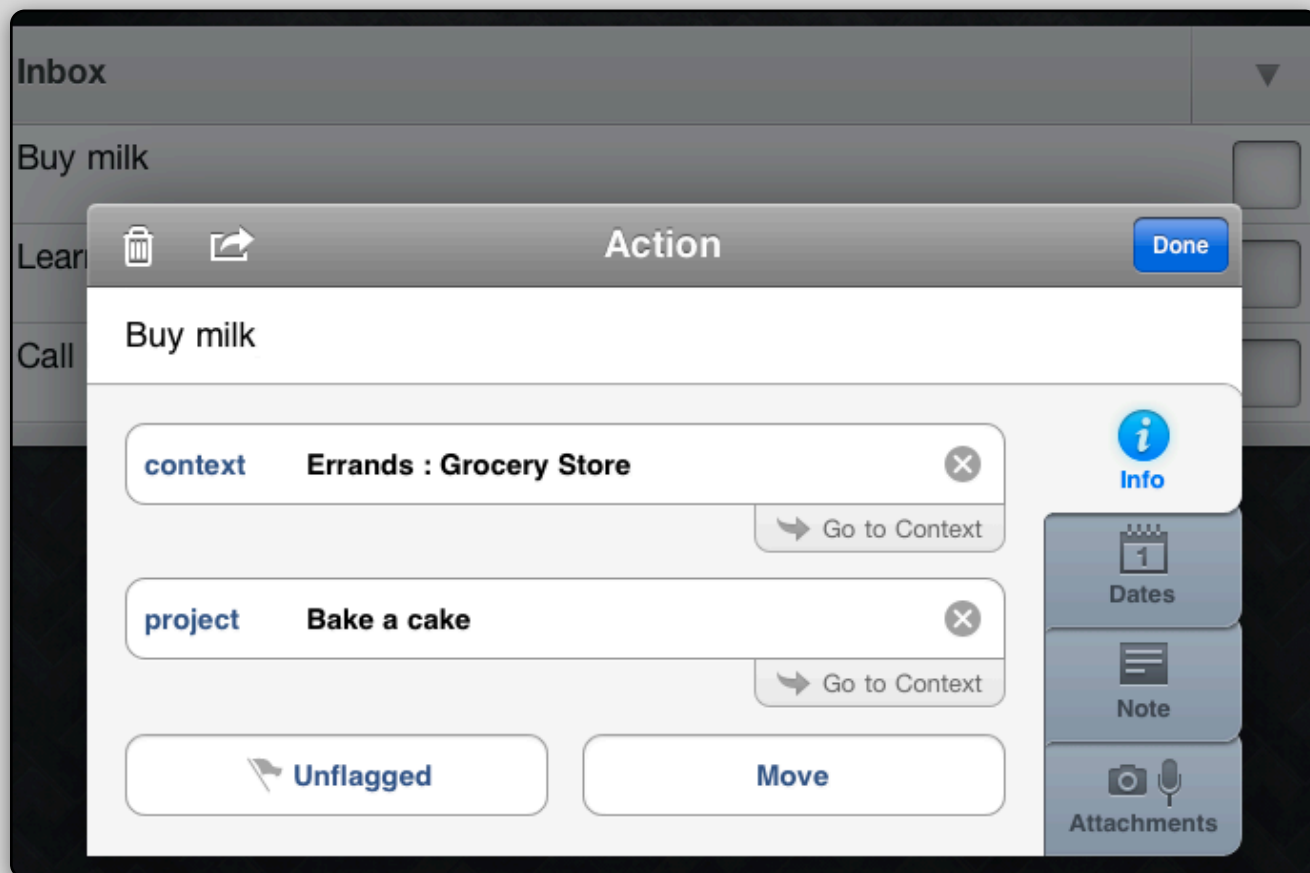 Inbox
Buy milk
Action
Done
Lear
Call
Buy milk
context Errands : Grocery Store
Go to Context
project Bake a cake
Go to Context
Unflagged
Move
Info
1
Dates
Note
Attachments